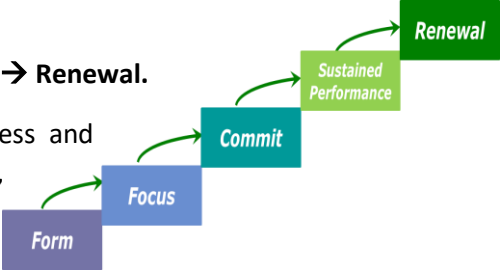 → Renewal.
ess and
Renewal
Sustained
Performance
Commit
Focus
Form